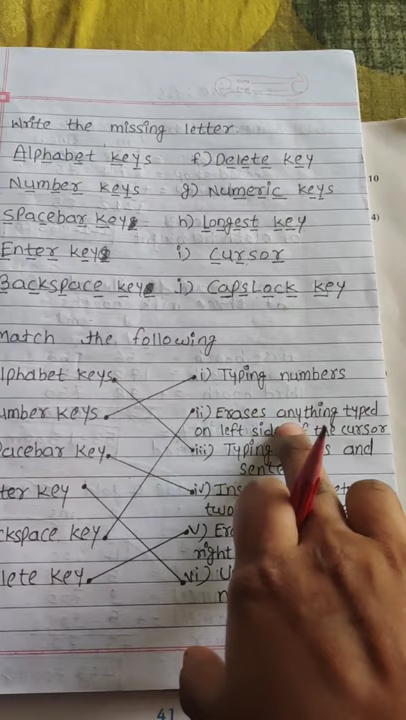 Write the missing letter.
Alphabet keys f) Delete key
Number keys g) Numeric keys
Spacebar key h) Longest key
Enter key i) Cursor
Backspace key j) CapsLock key
Match the following
lphabet keys i) Typing numbers
umber keys ii) Erases anything typed
on left side of the cursor
acebar key iii) Typing and
ter key iv)
two
ckspace key v)
right
lete key vi)
41
10
4)